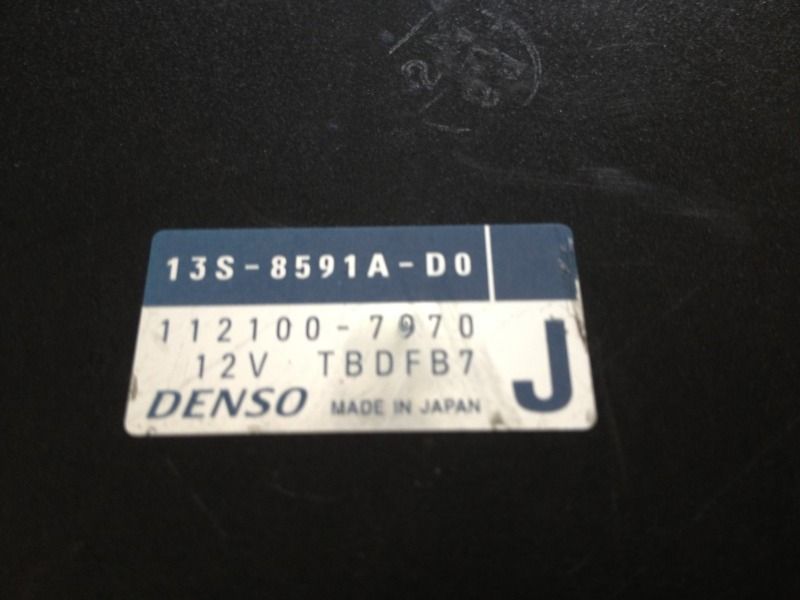 13S-8591A-D0
112100-7970
12V TBDFB7
J
DENSO MADE IN JAPAN